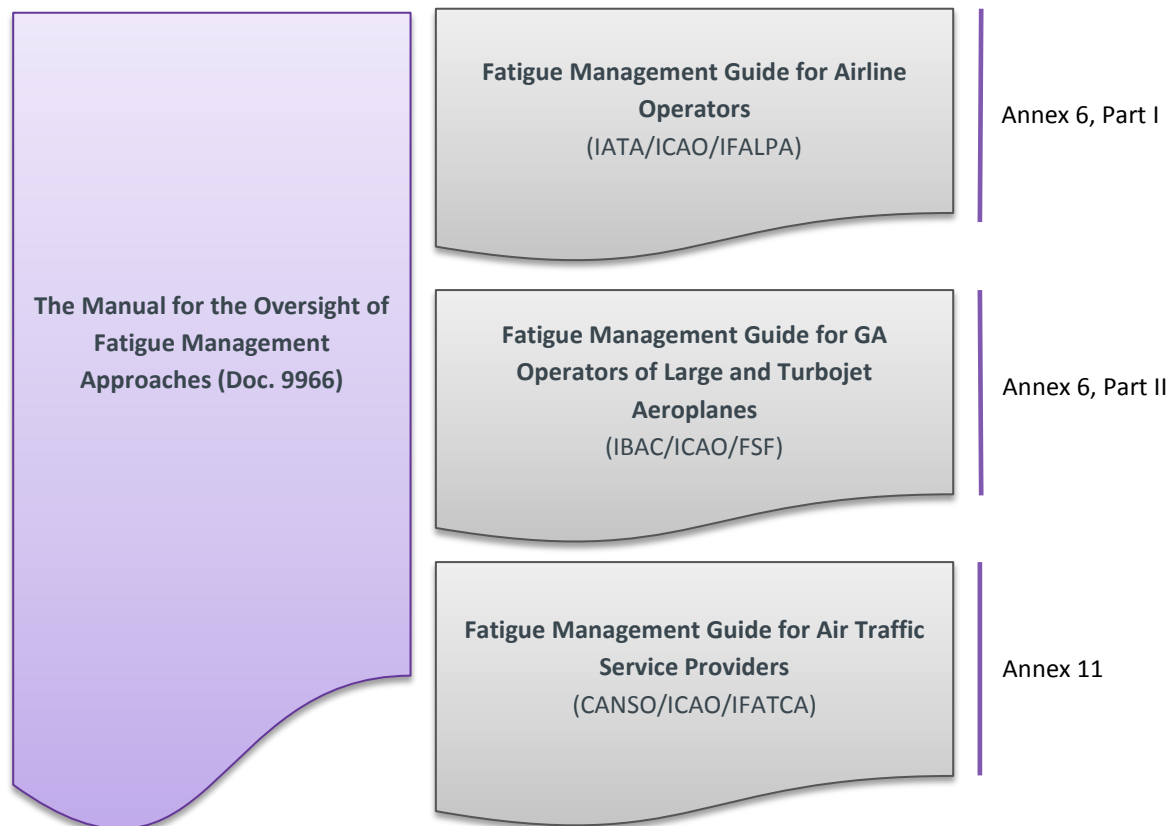 The Manual for the Oversight of
Fatigue Management
Approaches (Doc. 9966)
Fatigue Management Guide for Airline
Operators
(IATA/ICAO/IFALPA)
Annex 6, Part I
Fatigue Management Guide for GA
Operators of Large and Turbojet
Aeroplanes
(IBAC/ICAO/FSF)
Annex 6, Part II
Fatigue Management Guide for Air Traffic
Service Providers
(CANSO/ICAO/IFATCA)
Annex 11